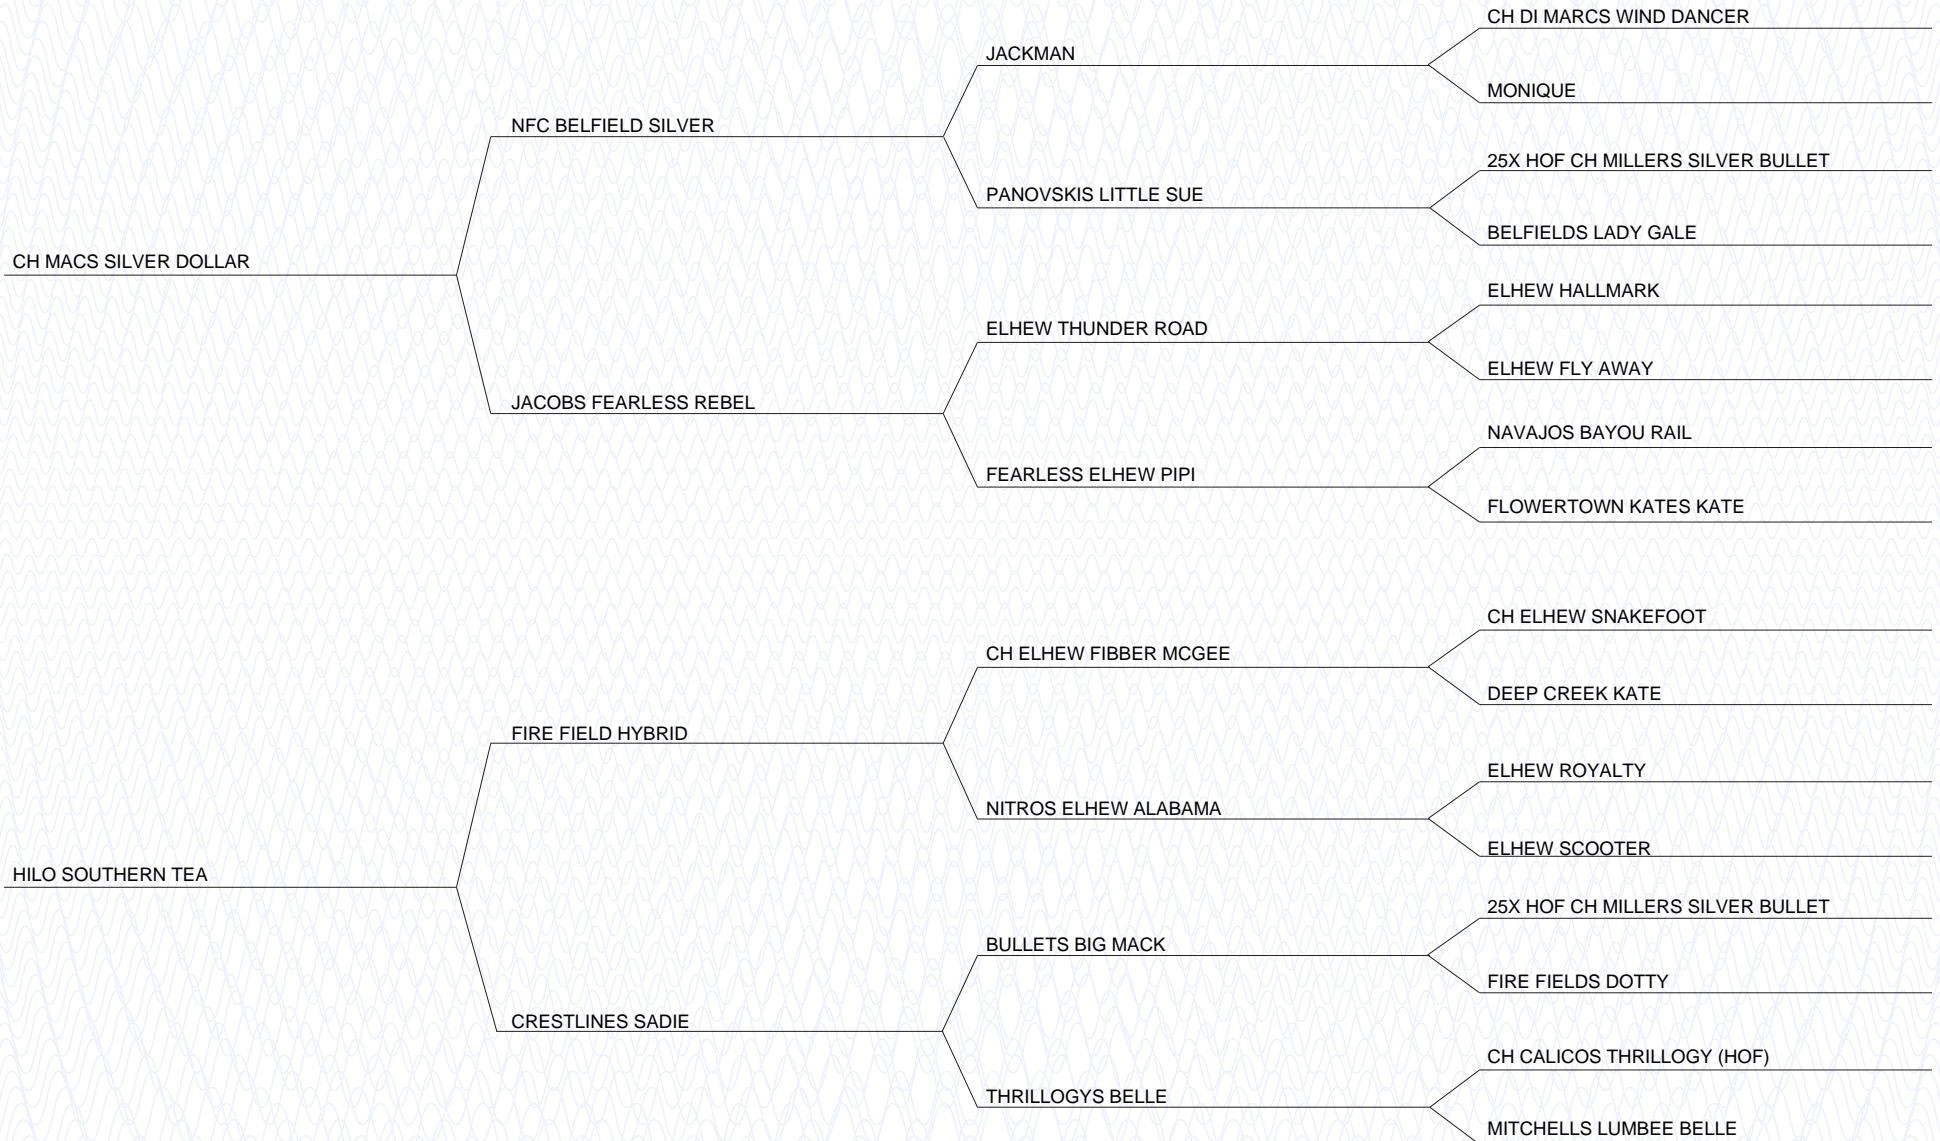 CH DI MARCS WIND DANCER
JACKMAN
MONIQUE
NFC BELFIELD SILVER
25X HOF CH MILLERS SILVER BULLET
PANOVSKIS LITTLE SUE
BELFIELDS LADY GALE
CH MACS SILVER DOLLAR
ELHEW HALLMARK
ELHEW THUNDER ROAD
ELHEW FLY AWAY
JACOBS FEARLESS REBEL
NAVAJOS BAYOU RAIL
FEARLESS ELHEW PIPI
FLOWERTOWN KATES KATE
CH ELHEW SNAKEFOOT
CH ELHEW FIBBER MCGEE
DEEP CREEK KATE
FIRE FIELD HYBRID
ELHEW ROYALTY
NITROS ELHEW ALABAMA
ELHEW SCOOTER
HILO SOUTHERN TEA
25X HOF CH MILLERS SILVER BULLET
BULLETS BIG MACK
FIRE FIELDS DOTTY
CRESTLINES SADIE
CH CALICOS THRILLOGY (HOF)
THRILLOGYS BELLE
MITCHELLS LUMBEE BELLE